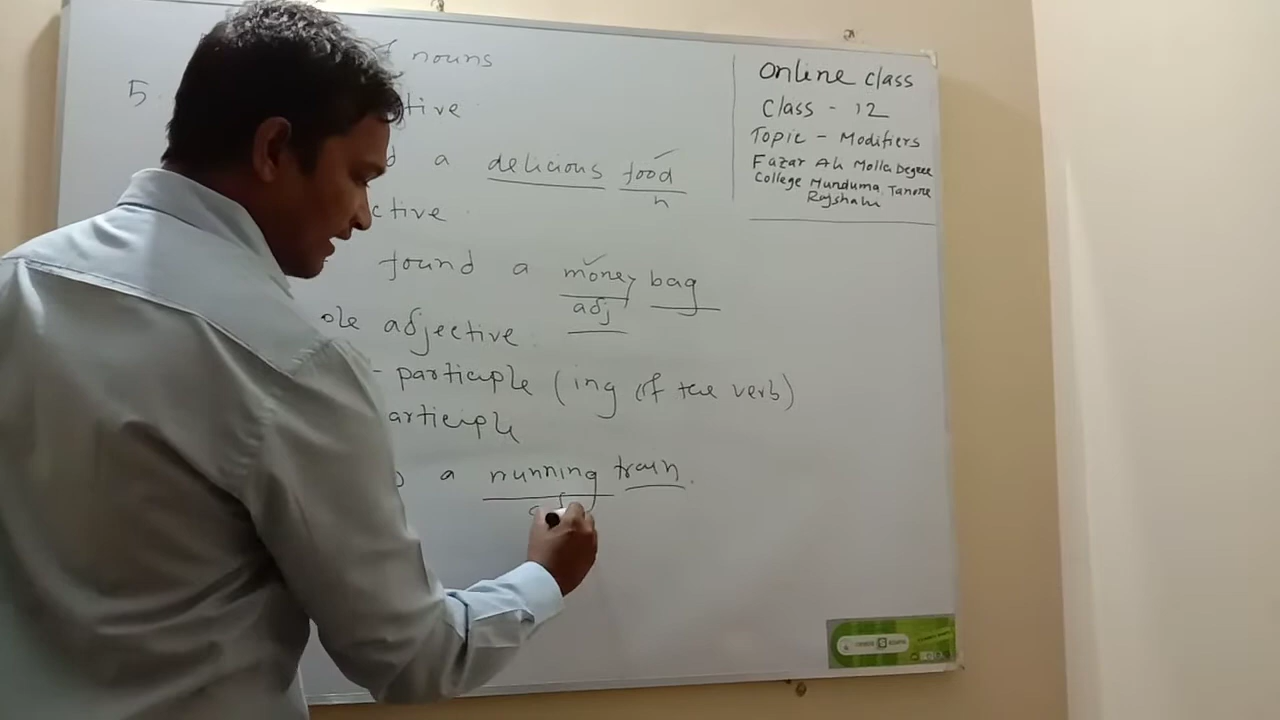 nouns
5 tive
a delicious food
n
ctive
found a money bag
adj
ole adjective
- participle (ing of the verb)
articiple
a running train.
Online class
Class - 12
Topic - Modifiers
Fazar Ali Molla Degree
College Munduma, Tanore
Rajshahi